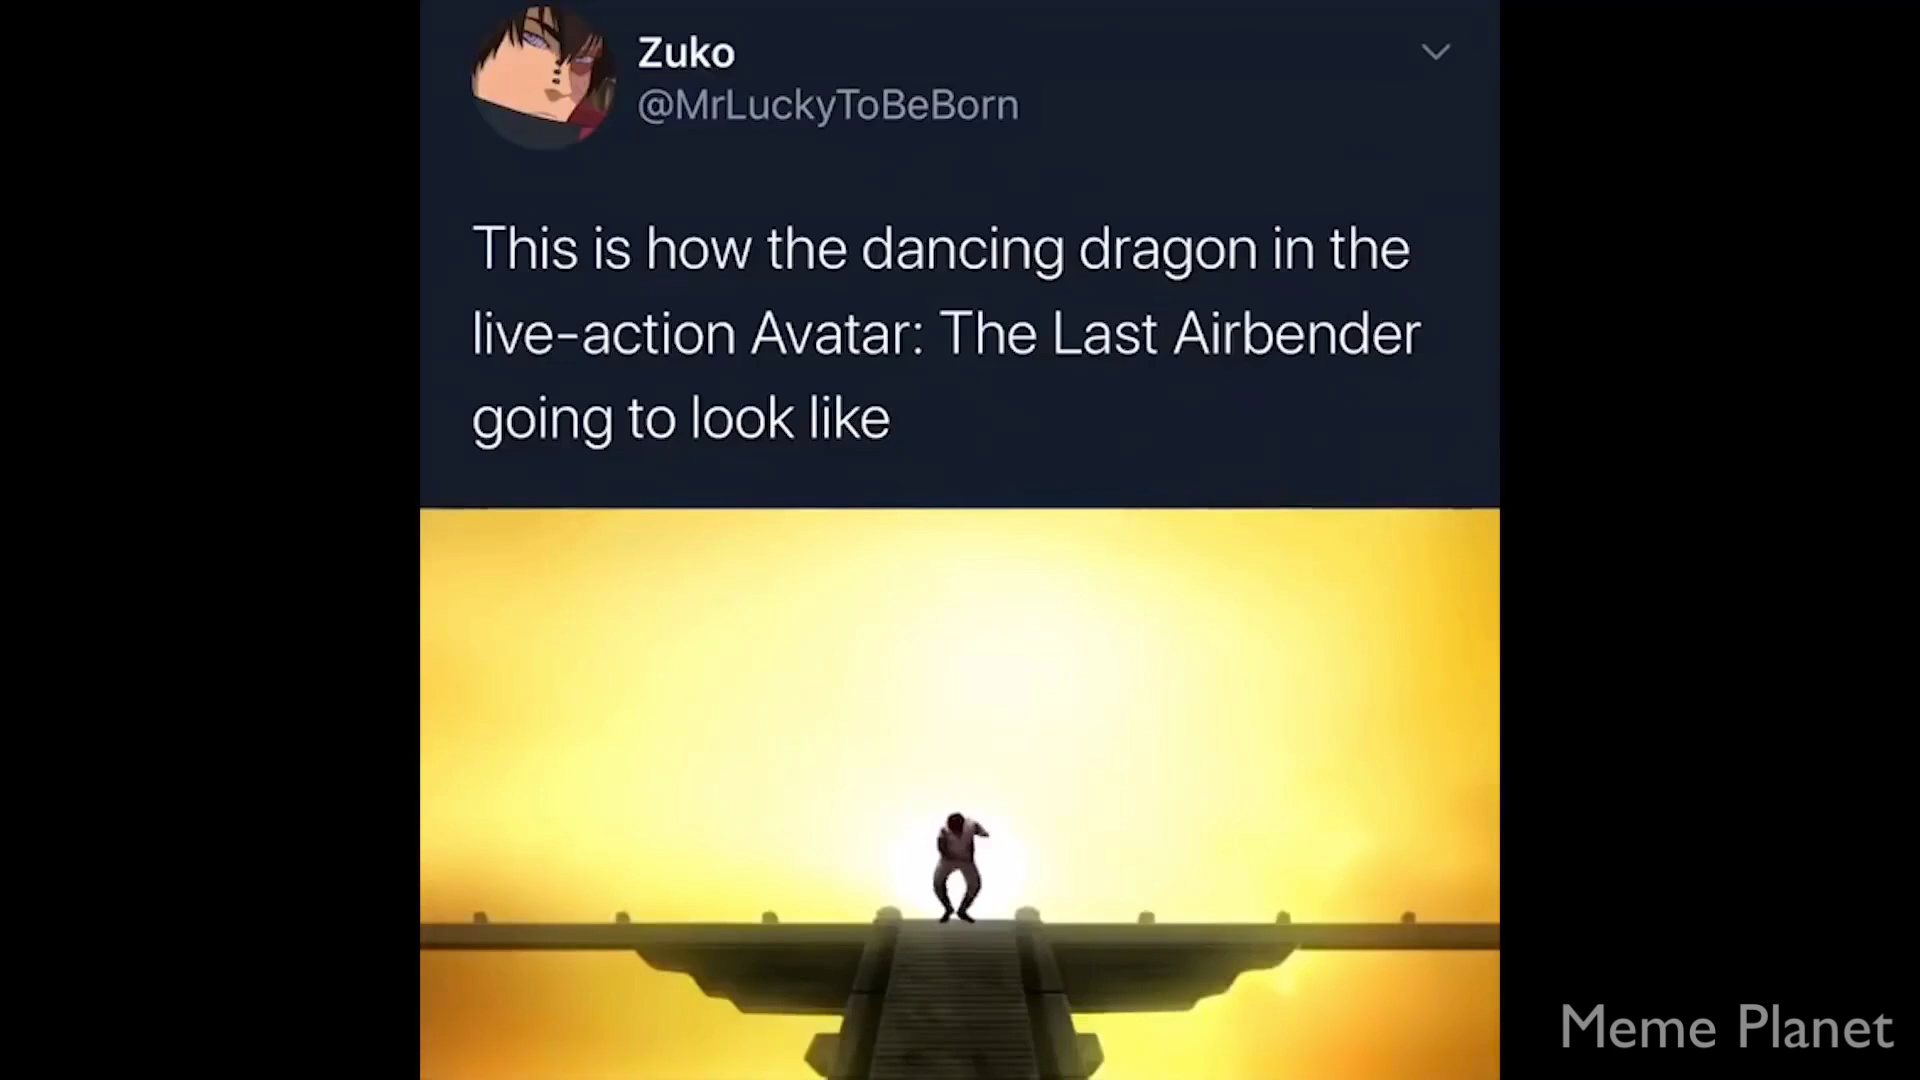 Zuko
@MrLuckyToBeBorn
This is how the dancing dragon in the
live-action Avatar: The Last Airbender
going to look like
Meme Planet